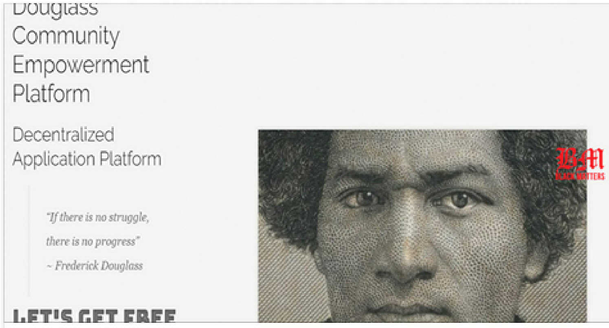 Douglass
Community
Empowerment
Platform
Decentralized
Application Platform
"If there is no struggle,
there is no progress"
~ Frederick Douglass
BM
BLACK MATTERS
LET'S GET FREE